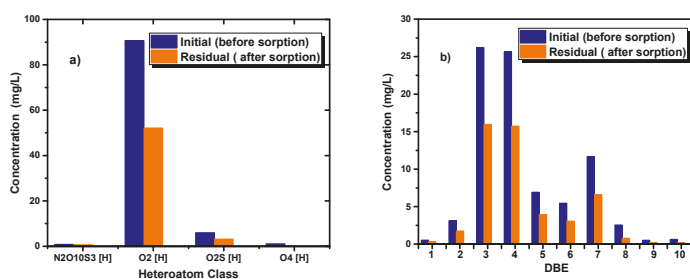 a)
Initial (before sorption)
Residual ( after sorption)
Concentration (mg/L)
100
80
60
40
20
0
N2O10S3 [H] O2 [H] O2S [H] O4 [H]
Heteroatom Class
b)
Initial (before sorption)
Residual ( after sorption)
Concentration (mg/L)
30
25
20
15
10
5
0
1 2 3 4 5 6 7 8 9 10
DBE